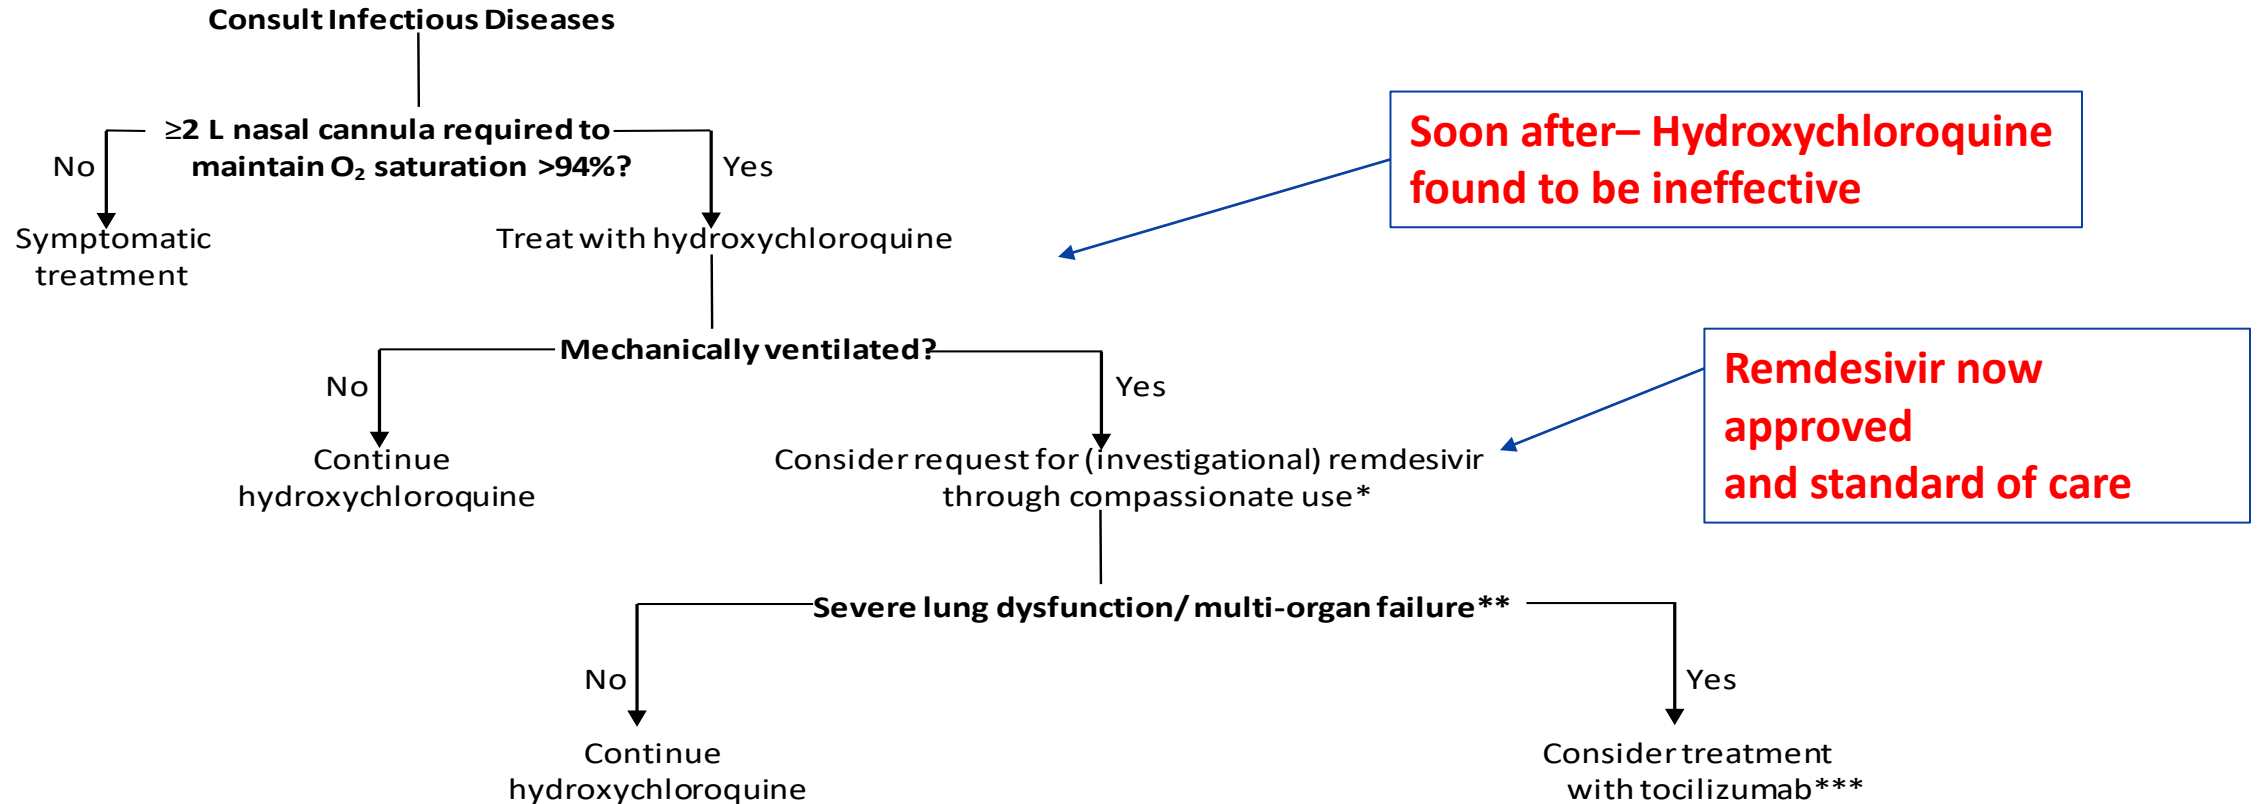 Consult Infectious Diseases
≥2 L nasal cannula required to
maintain O₂ saturation >94%?
No
Yes
Symptomatic
treatment
Treat with hydroxychloroquine
Soon after– Hydroxychloroquine
found to be ineffective
Mechanically ventilated?
No
Yes
Continue
hydroxychloroquine
Consider request for (investigational) remdesivir
through compassionate use*
Remdesivir now
approved
and standard of care
Severe lung dysfunction/ multi-organ failure**
No
Yes
Continue
hydroxychloroquine
Consider treatment
with tocilizumab***